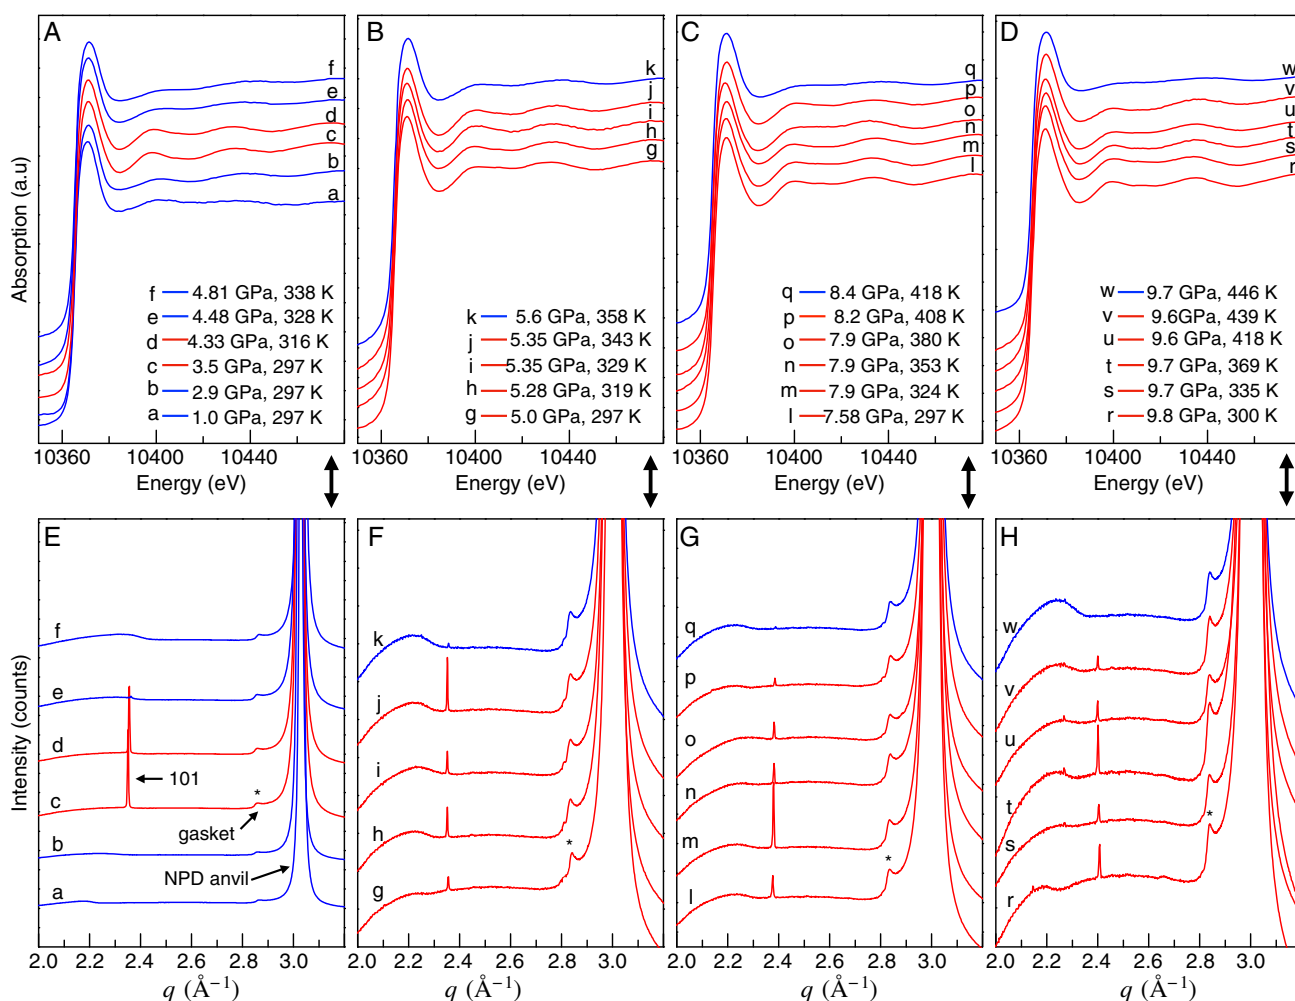 A
f
e
d
c
b
a
f 4.81 GPa, 338 K
e 4.48 GPa, 328 K
d 4.33 GPa, 316 K
c 3.5 GPa, 297 K
b 2.9 GPa, 297 K
a 1.0 GPa, 297 K
Absorption (a.u)
10360 10400 10440
Energy (eV)
B
k
j
i
h
g
k 5.6 GPa, 358 K
j 5.35 GPa, 343 K
i 5.35 GPa, 329 K
h 5.28 GPa, 319 K
g 5.0 GPa, 297 K
10360 10400 10440
Energy (eV)
C
q
p
o
n
m
l
q 8.4 GPa, 418 K
p 8.2 GPa, 408 K
o 7.9 GPa, 380 K
n 7.9 GPa, 353 K
m 7.9 GPa, 324 K
l 7.58 GPa, 297 K
10360 10400 10440
Energy (eV)
D
w
v
u
t
s
r
w 9.7 GPa, 446 K
v 9.6GPa, 439 K
u 9.6 GPa, 418 K
t 9.7 GPa, 369 K
s 9.7 GPa, 335 K
r 9.8 GPa, 300 K
10360 10400 10440
Energy (eV)
E
f
e
d
101
c
*
gasket
b
NPD anvil
a
Intensity (counts)
2.0 2.2 2.4 2.6 2.8 3.0
q (Å−1)
F
k
j
i
h
*
g
2.0 2.2 2.4 2.6 2.8 3.0
q (Å−1)
G
q
p
o
n
m
*
l
2.0 2.2 2.4 2.6 2.8 3.0
q (Å−1)
H
w
v
u
t
*
s
r
2.0 2.2 2.4 2.6 2.8 3.0
q (Å−1)